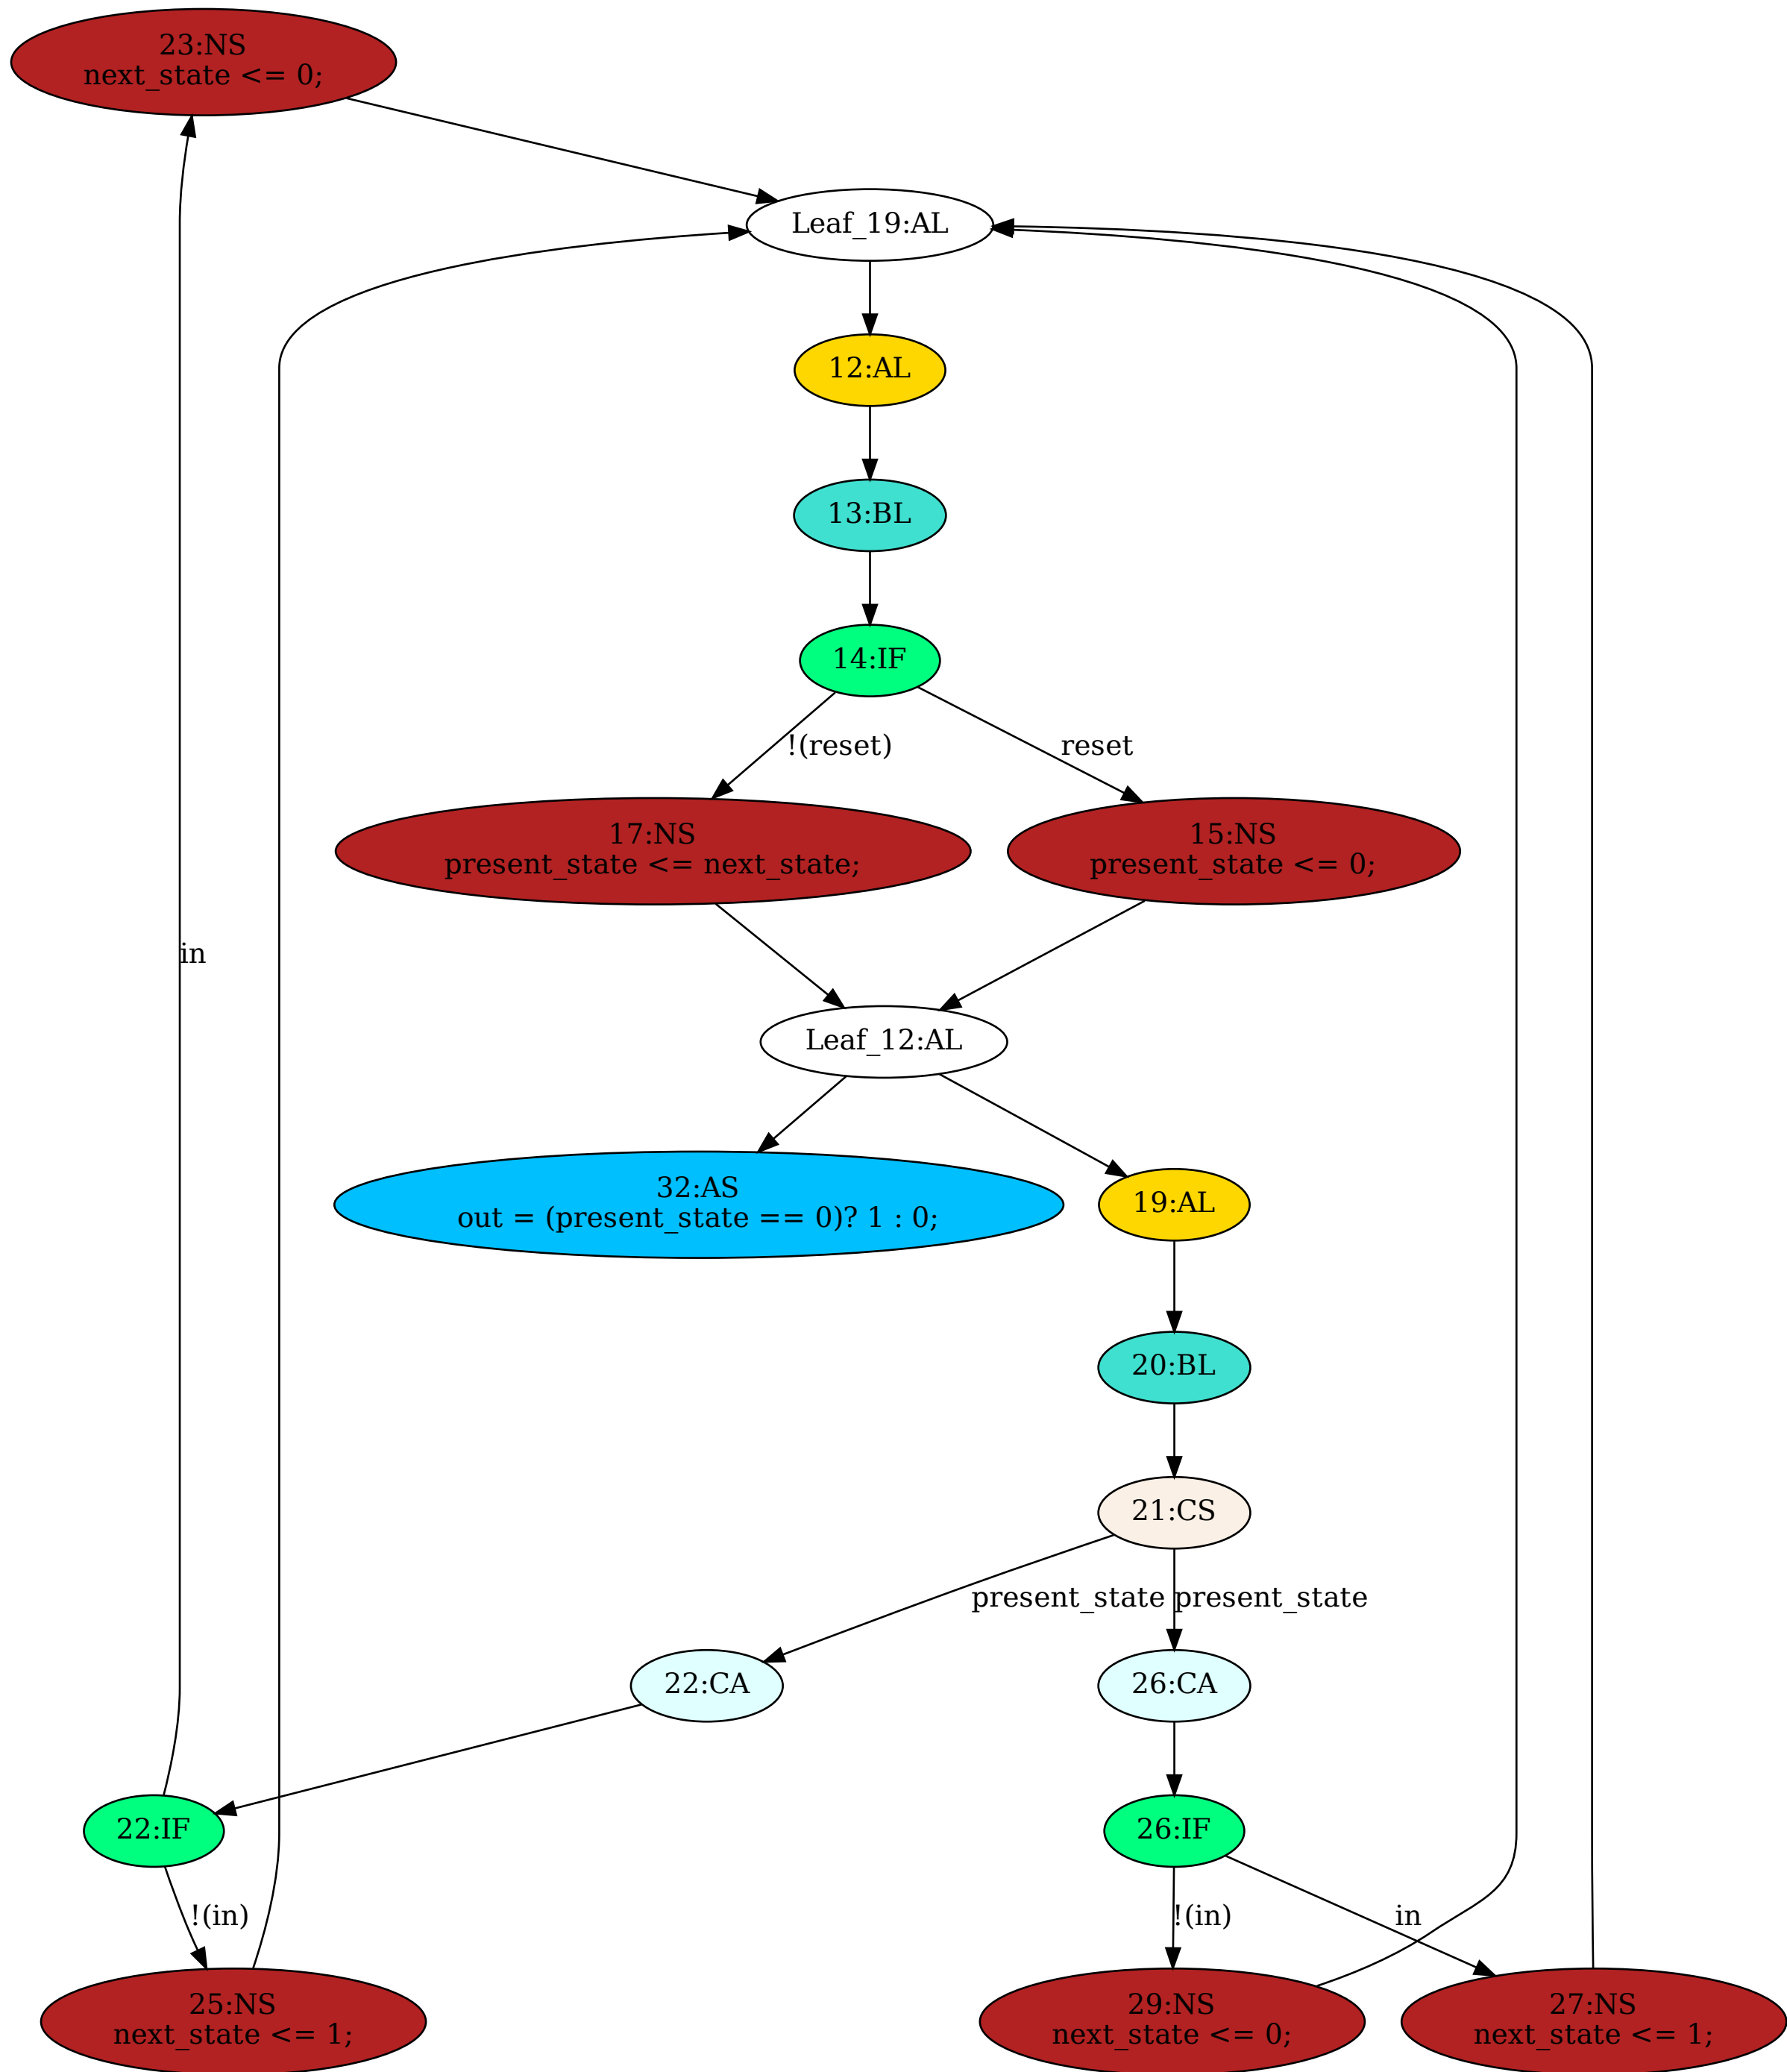 23:NS
next_state <= 0;
Leaf_19:AL
12:AL
13:BL
14:IF
!(reset)
reset
17:NS
present_state <= next_state;
15:NS
present_state <= 0;
in
Leaf_12:AL
32:AS
out = (present_state == 0)? 1 : 0;
19:AL
20:BL
21:CS
present_state
present_state
22:CA
26:CA
22:IF
26:IF
!(in)
!(in)
in
25:NS
next_state <= 1;
29:NS
next_state <= 0;
27:NS
next_state <= 1;